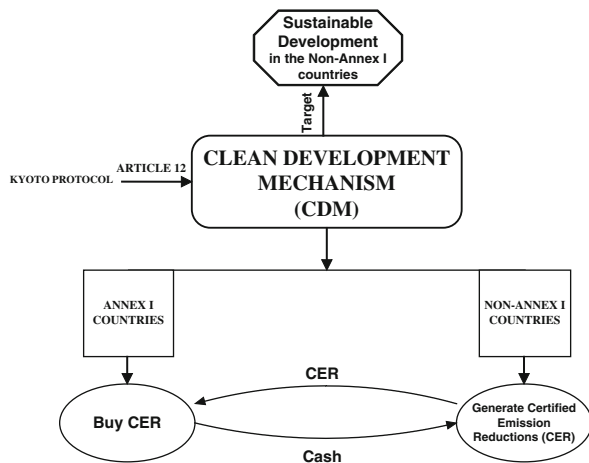 Sustainable
Development
in the Non-Annex I
countries
Target
CLEAN DEVELOPMENT
MECHANISM
(CDM)
KYOTO PROTOCOL
ARTICLE 12
ANNEX I
COUNTRIES
NON-ANNEX I
COUNTRIES
CER
Buy CER
Generate Certified
Emission
Reductions (CER)
Cash